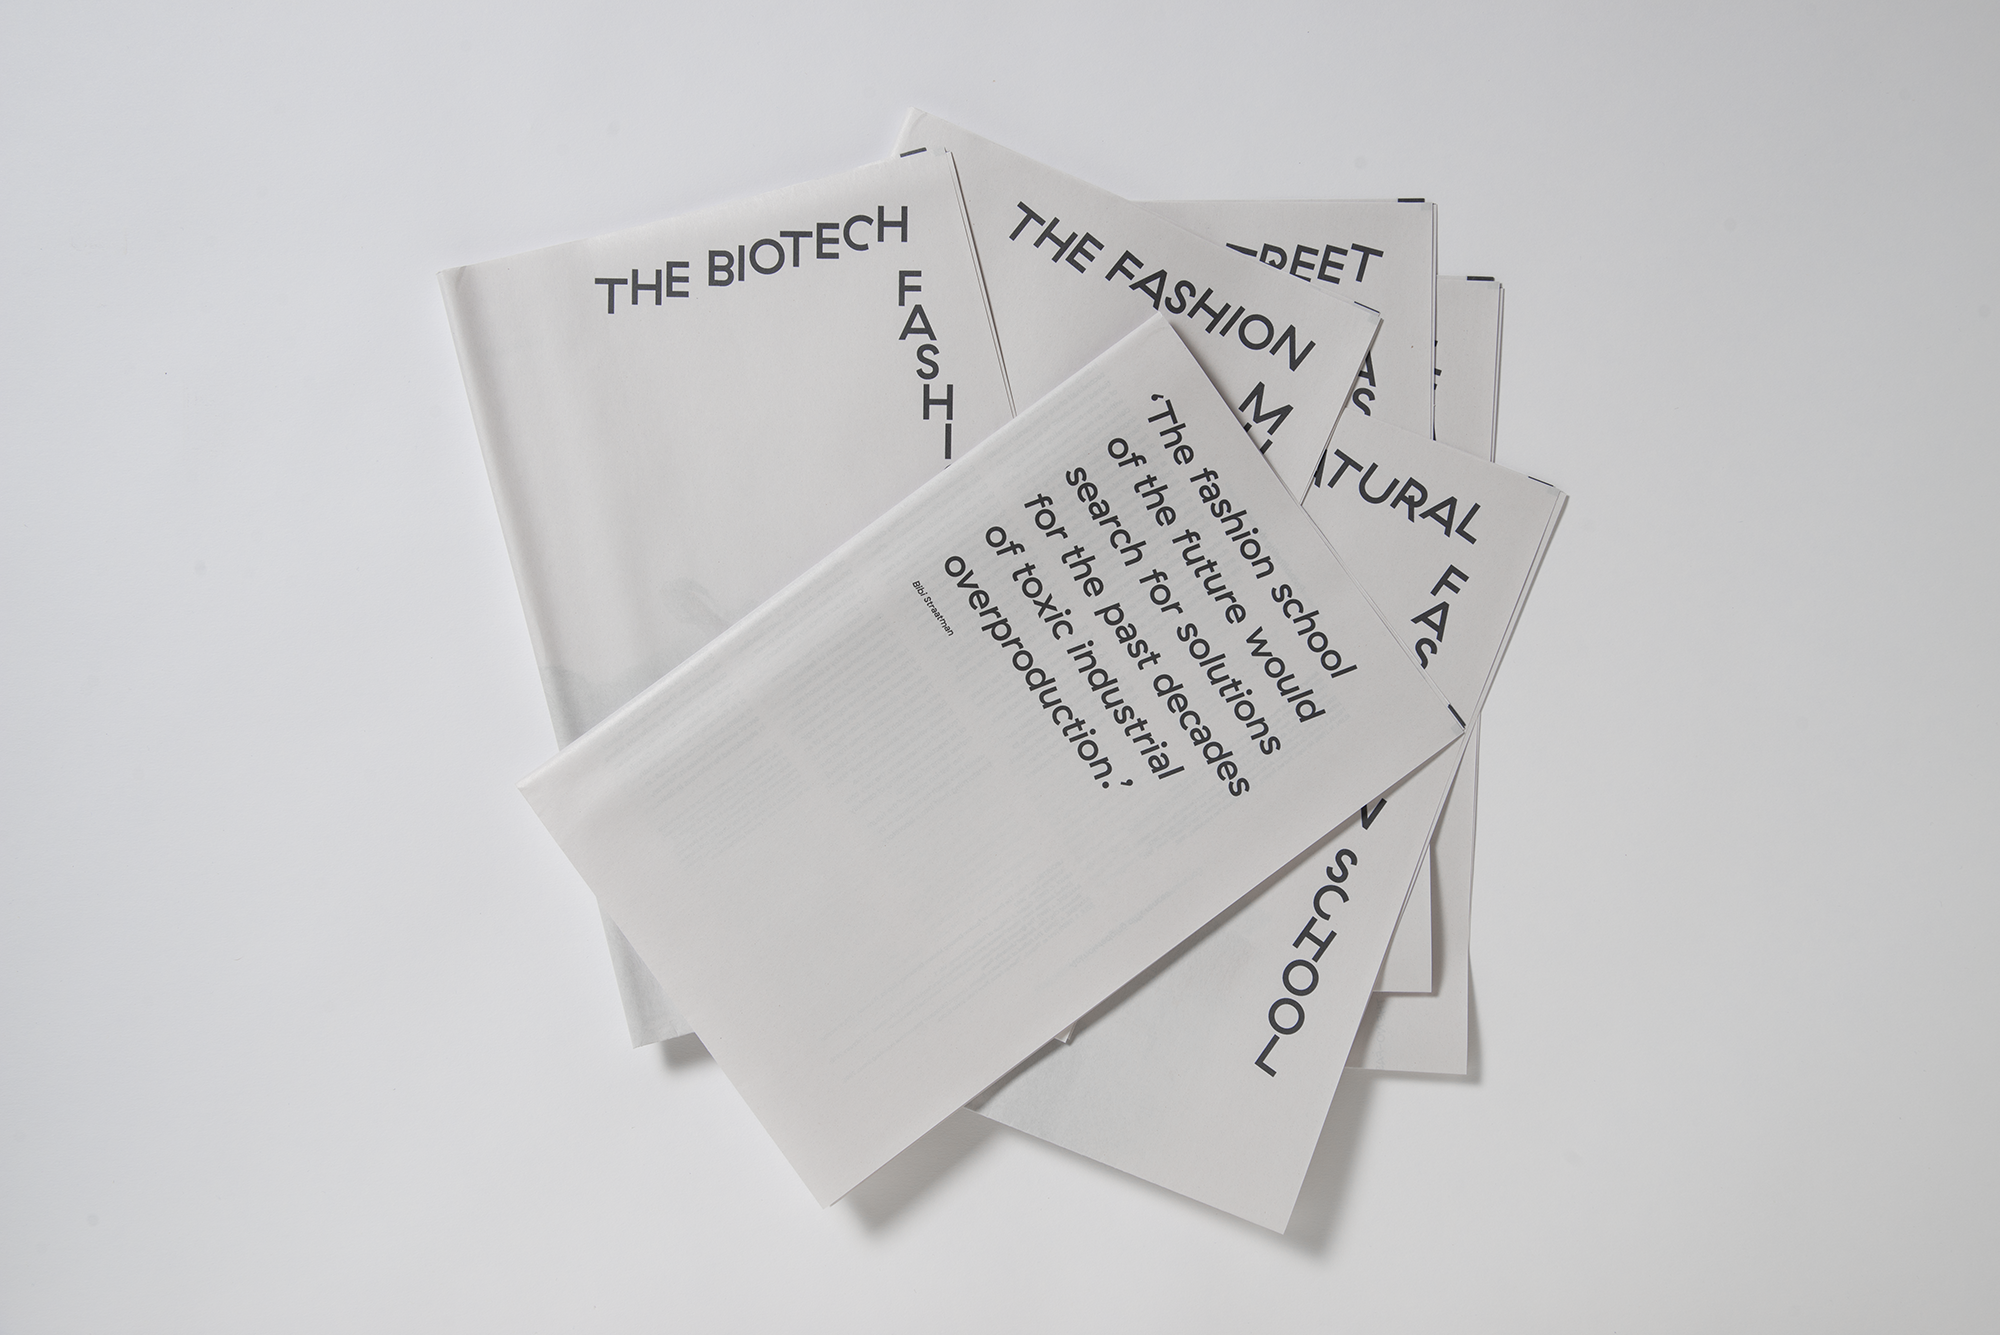 THE BIOTECH
FASHI
THE FASHION
M
REET
AS
ATURAL
FAS
N SCHOOL
‘The fashion school
of the future would
search for solutions
for the past decades
of toxic industrial
overproduction.’
Bibi Straatman